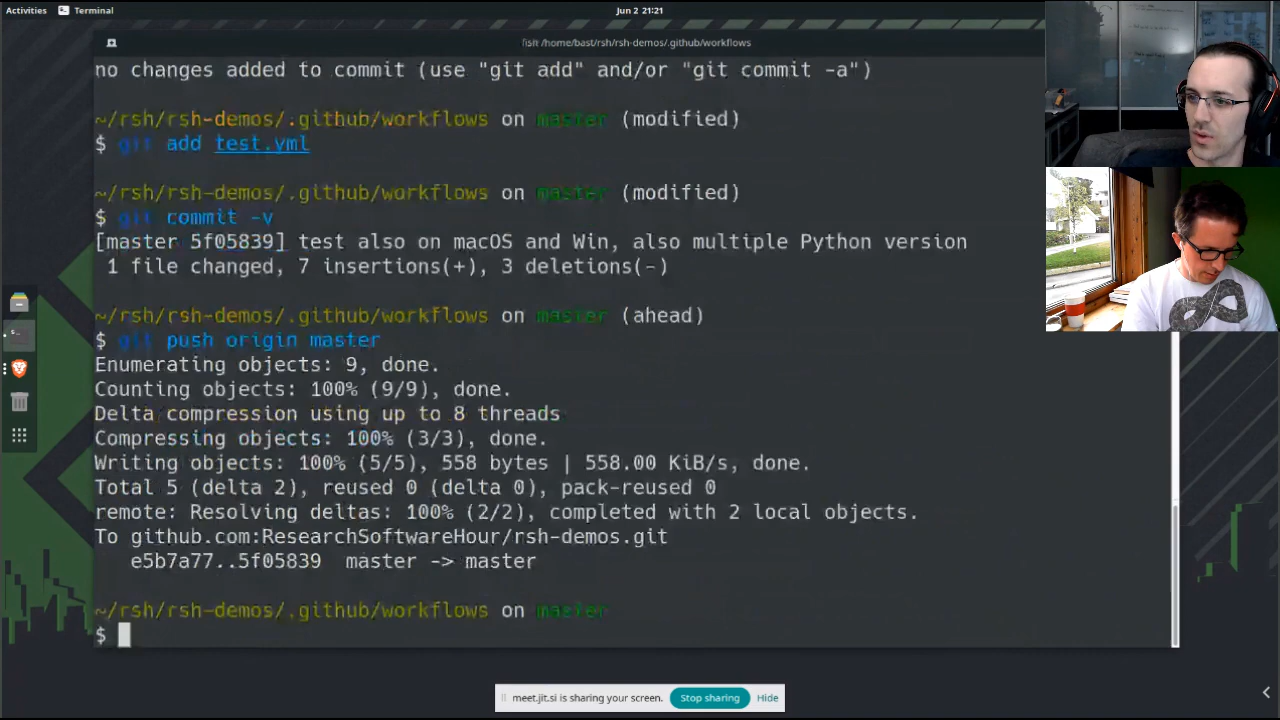 Activities Terminal Jun 2 21:21
fish /home/bast/rsh/rsh-demos/.github/workflows
no changes added to commit (use "git add" and/or "git commit -a")
~/rsh/rsh-demos/.github/workflows on master (modified)
$ git add test.yml
~/rsh/rsh-demos/.github/workflows on master (modified)
$ git commit -v
[master 5f05839] test also on macOS and Win, also multiple Python version
1 file changed, 7 insertions(+), 3 deletions(-)
~/rsh/rsh-demos/.github/workflows on master (ahead)
$ git push origin master
Enumerating objects: 9, done.
Counting objects: 100% (9/9), done.
Delta compression using up to 8 threads
Compressing objects: 100% (3/3), done.
Writing objects: 100% (5/5), 558 bytes | 558.00 KiB/s, done.
Total 5 (delta 2), reused 0 (delta 0), pack-reused 0
remote: Resolving deltas: 100% (2/2), completed with 2 local objects.
To github.com:ResearchSoftwareHour/rsh-demos.git
e5b7a77..5f05839 master -> master
~/rsh/rsh-demos/.github/workflows on master
$
meet.jit.si is sharing your screen. Stop sharing Hide